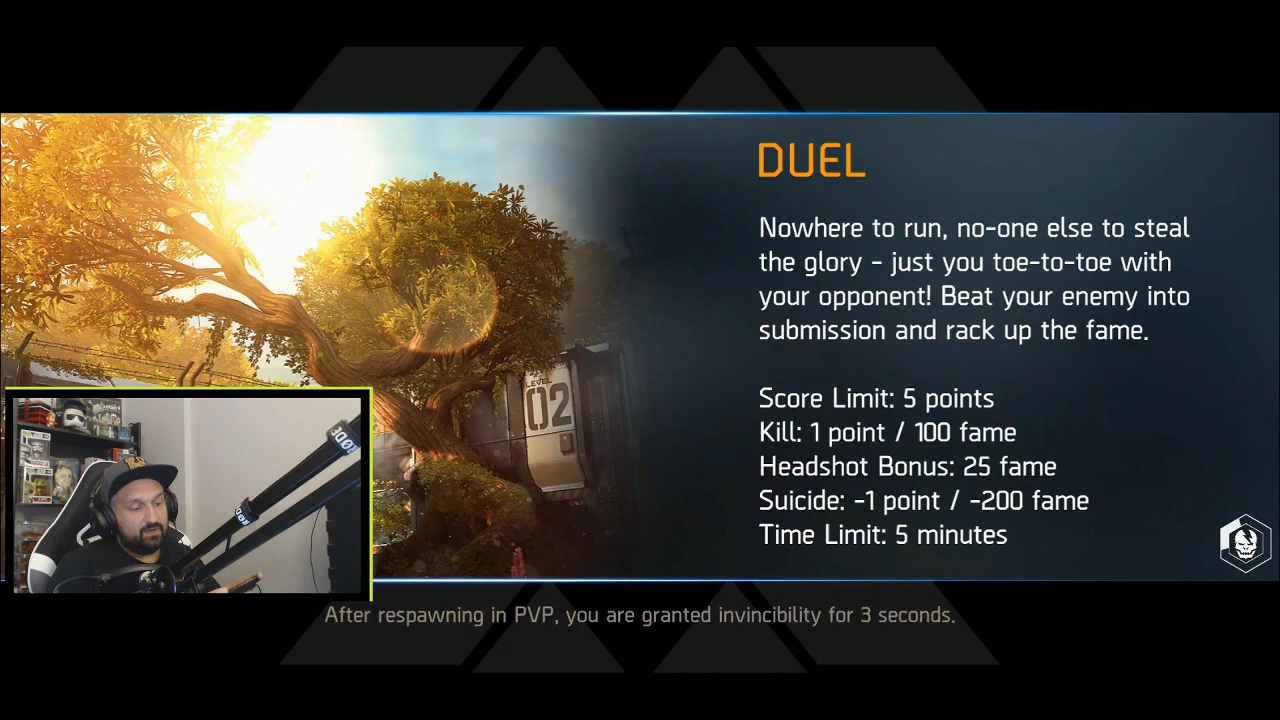 DUEL
Nowhere to run, no-one else to steal
the glory - just you toe-to-toe with
your opponent! Beat your enemy into
submission and rack up the fame.
Score Limit: 5 points
Kill: 1 point / 100 fame
Headshot Bonus: 25 fame
Suicide: -1 point / -200 fame
Time Limit: 5 minutes
LEVEL
02
RØDE
RØDE
After respawning in PVP, you are granted invincibility for 3 seconds.